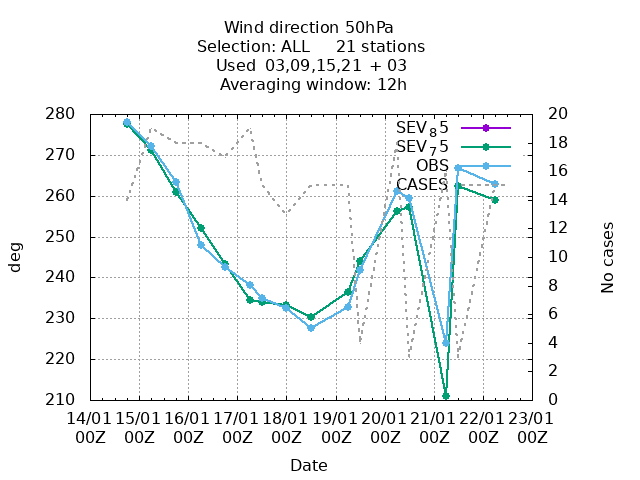 Wind direction 50hPa
Selection: ALL 21 stations
Used 03,09,15,21 + 03
Averaging window: 12h
280 20
SEV₈5
18
SEV₇5
270
OBS 16
CASES
260 14
12
250
deg 240 10 No cases
8
230 6
4
220
2
210 0
14/01 15/01 16/01 17/01 18/01 19/01 20/01 21/01 22/01 23/01
00Z 00Z 00Z 00Z 00Z 00Z 00Z 00Z 00Z 00Z
Date